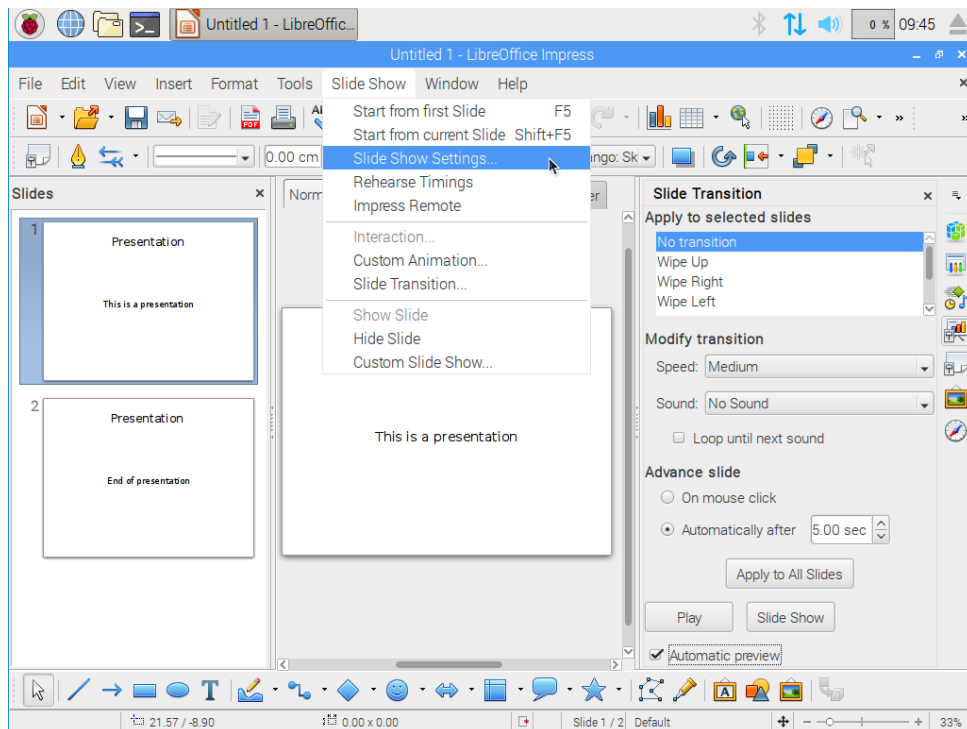 Untitled 1 - LibreOffic...
0 % 09:45
Untitled 1 - LibreOffice Impress
File Edit View Insert Format Tools Slide Show Window Help
Start from first Slide F5
Start from current Slide Shift+F5
Slide Show Settings...
Rehearse Timings
Impress Remote
Interaction...
Custom Animation...
Slide Transition...
Show Slide
Hide Slide
Custom Slide Show...
PDF
0.00 cm
Slides
1
Presentation
This is a presentation
2
Presentation
End of presentation
This is a presentation
Slide Transition
Apply to selected slides
No transition
Wipe Up
Wipe Right
Wipe Left
Modify transition
Speed: Medium
Sound: No Sound
Loop until next sound
Advance slide
On mouse click
Automatically after 5.00 sec
Apply to All Slides
Play Slide Show
Automatic preview
21.57 / -8.90 0.00 x 0.00 Slide 1 / 2 Default 33%